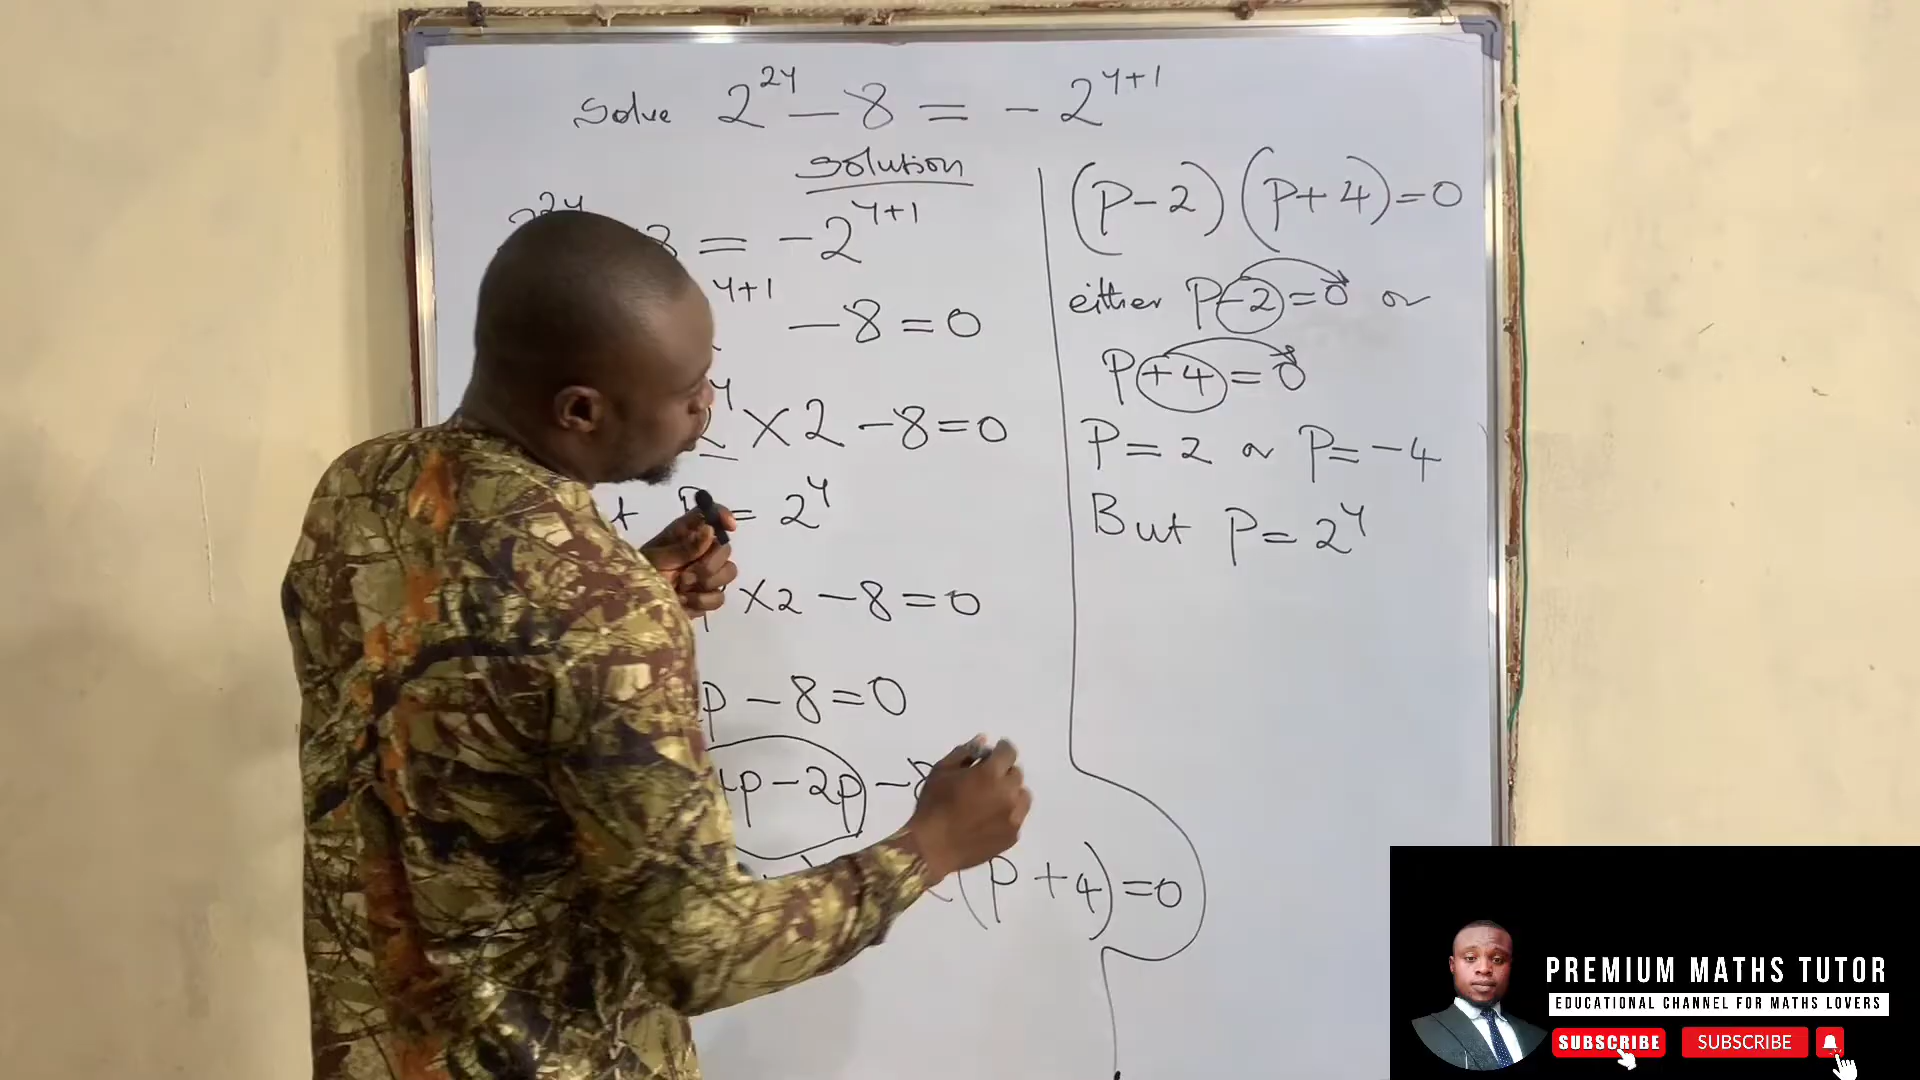 Solve 2^{2y} - 8 = -2^{y+1}
Solution
2^{2y} - 8 = -2^{y+1}
y+1 - 8 = 0
2^y × 2 - 8 = 0
P = 2^y
×2 - 8 = 0
p - 8 = 0
p - 2p - 8
(p + 4) = 0
(p - 2)(p + 4) = 0
either p - 2 = 0 or
p + 4 = 0
P = 2 or P = -4
But P = 2^y
PREMIUM MATHS TUTOR
EDUCATIONAL CHANNEL FOR MATHS LOVERS
SUBSCRIBE SUBSCRIBE